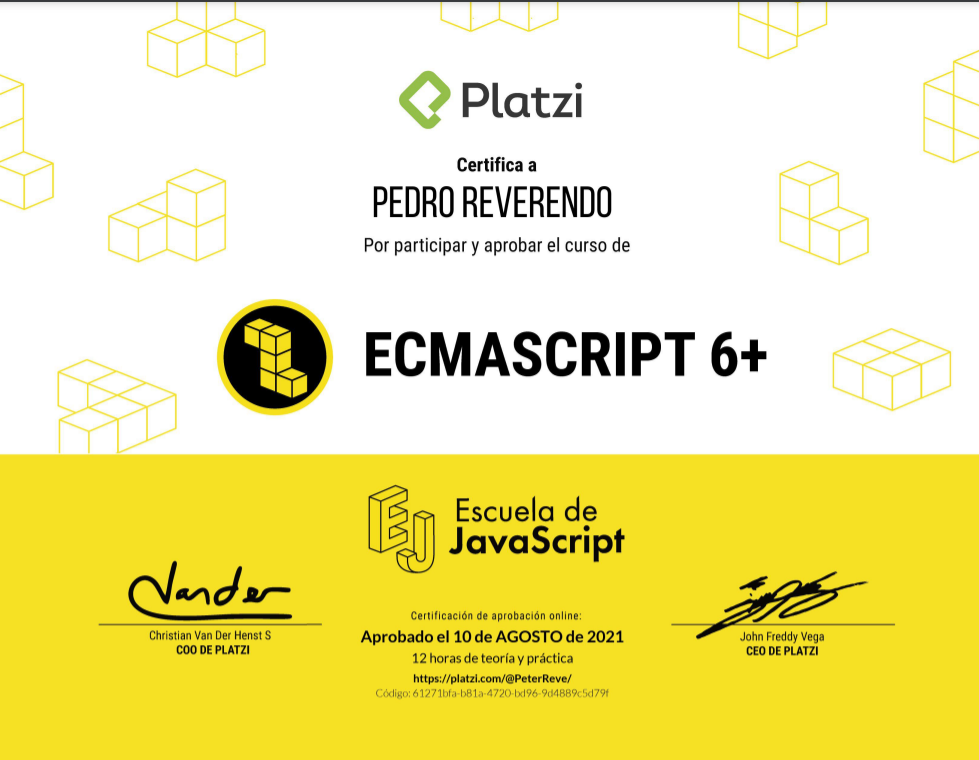 Platzi
Certifica a
PEDRO REVERENDO
Por participar y aprobar el curso de
ECMASCRIPT 6+
EJ
Escuela de
JavaScript
Vander
Christian Van Der Henst S
COO DE PLATZI
Certificación de aprobación online:
Aprobado el 10 de AGOSTO de 2021
12 horas de teoría y práctica
https://platzi.com/@PeterReve/
Código: 61271bfa-b81a-4720-bd96-9d4889c5d79f
John Freddy Vega
CEO DE PLATZI